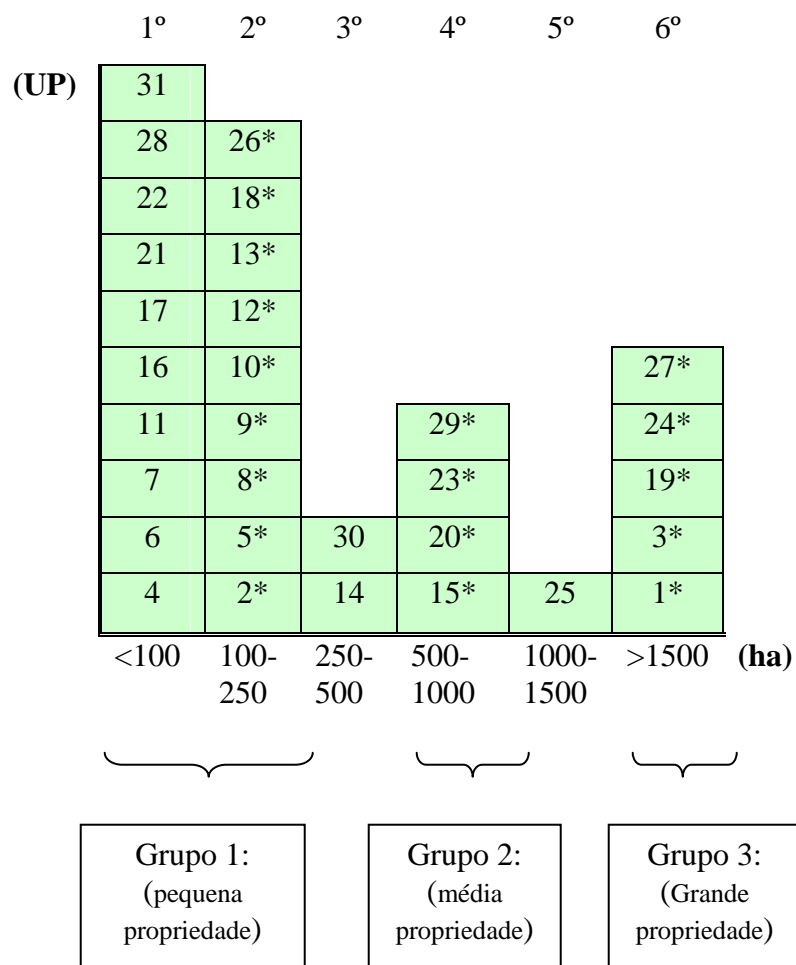 1º 2º 3º 4º 5º 6º
(UP) 31
28 26*
22 18*
21 13*
17 12*
16 10* 27*
11 9* 29* 24*
7 8* 23* 19*
6 5* 30 20* 3*
4 2* 14 15* 25 1*
<100 100- 250- 500- 1000- >1500 (ha)
250 500 1000 1500
Grupo 1: Grupo 2: Grupo 3:
(pequena (média (Grande
propriedade) propriedade) propriedade)